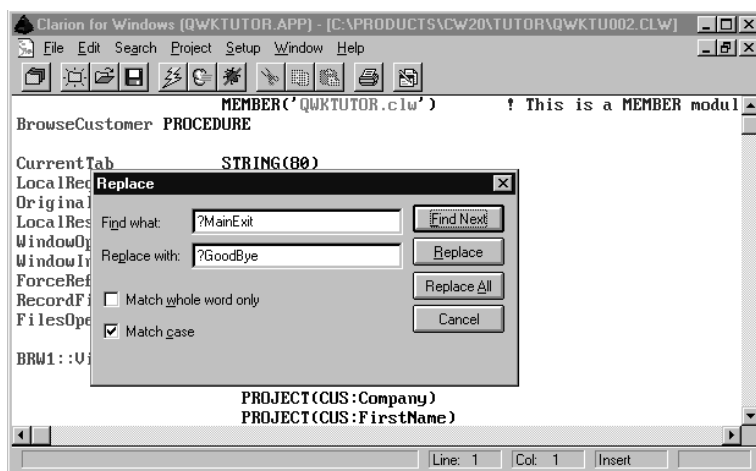 Clarion for Windows (QWKTUTOR.APP) - [C:\PRODUCTS\CW20\TUTOR\QWKTU002.CLW]
File Edit Search Project Setup Window Help
MEMBER('QWKTUTOR.clw') ! This is a MEMBER modul
BrowseCustomer PROCEDURE
CurrentTab STRING(80)
LocalReq
Original
LocalRes
WindowOp
WindowIn
ForceRef
RecordFi
FilesOpe
BRW1::Vi
Replace
Find what: ?MainExit
Replace with: ?GoodBye
Match whole word only
Match case
Find Next
Replace
Replace All
Cancel
PROJECT(CUS:Company)
PROJECT(CUS:FirstName)
Line: 1 Col: 1 Insert